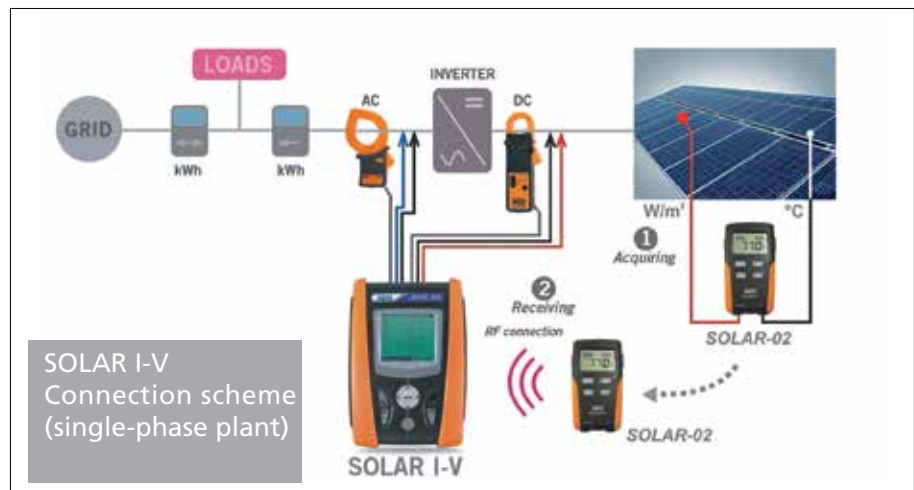 LOADS
GRID
kWh
kWh
AC
INVERTER
DC
W/m²
°C
1
Acquiring
SOLAR-02
2
Receiving
RF connection
SOLAR-02
SOLAR I-V
SOLAR I-V
Connection scheme
(single-phase plant)